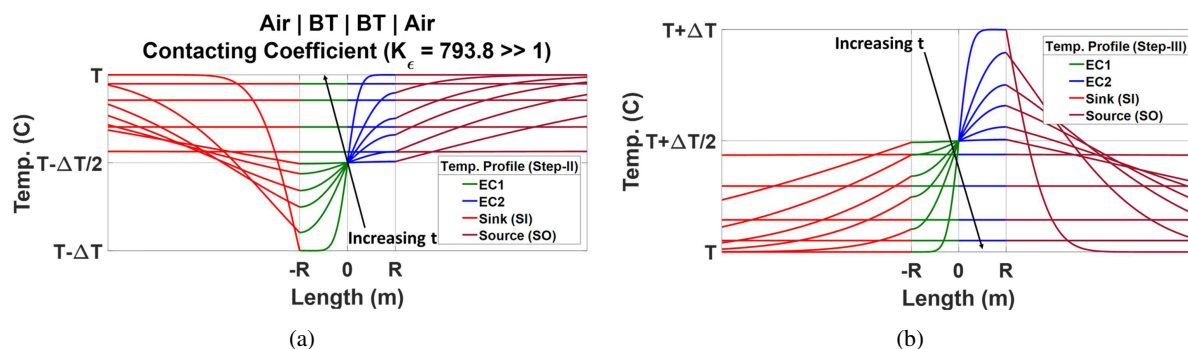 Air | BT | BT | Air
Contacting Coefficient (K_ϵ = 793.8 >> 1)
T
T-ΔT/2
T-ΔT
Temp. (C)
Temp. Profile (Step-II)
EC1
EC2
Sink (SI)
Source (SO)
Increasing t
-R 0 R
Length (m)
(a)
T+ΔT
T+ΔT/2
T
Temp. (C)
Increasing t
Temp. Profile (Step-III)
EC1
EC2
Sink (SI)
Source (SO)
-R 0 R
Length (m)
(b)